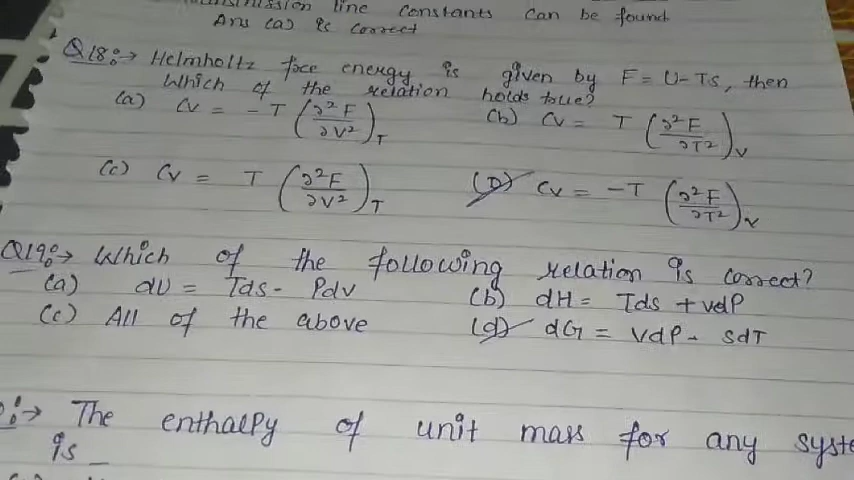 line constants can be found
Ans (a) is correct
Q18:→ Helmholtz face energy is given by F = U-TS, then
Which of the relation holds true?
(a) Cv = -T (∂²F/∂V²)T (b) Cv = T (∂²F/∂T²)V
(c) Cv = T (∂²F/∂V²)T (D) Cv = -T (∂²F/∂T²)V
Q19:→ Which of the following relation is correct?
(a) dU = Tds - Pdv (b) dH = Tds + vdP
(c) All of the above (d) dG = VdP - SdT
The enthalpy of unit mass for any syste
is _